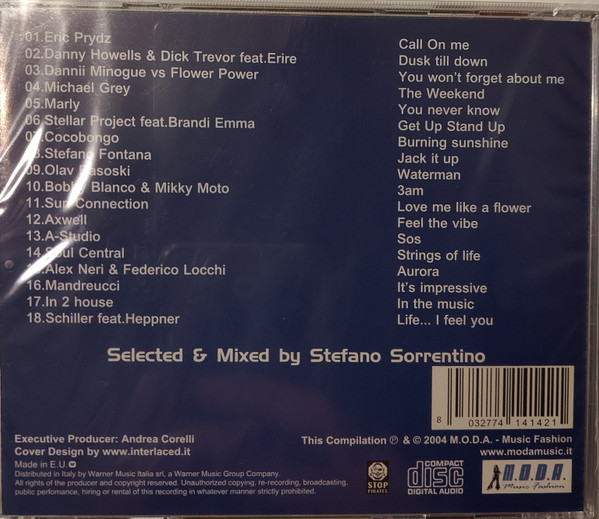 01.Eric Prydz Call On me
02.Danny Howells & Dick Trevor feat.Erire Dusk till down
03.Dannii Minogue vs Flower Power You won't forget about me
04.Michael Grey The Weekend
05.Marly You never know
06.Stellar Project feat.Brandi Emma Get Up Stand Up
07.Cocobongo Burning sunshine
08.Stefano Fontana Jack it up
09.Olav Basoski Waterman
10.Bobby Blanco & Mikky Moto 3am
11.Sun Connection Love me like a flower
12.Axwell Feel the vibe
13.A-Studio Sos
14.Soul Central Strings of life
15.Alex Neri & Federico Locchi Aurora
16.Mandreucci It's impressive
17.In 2 house In the music
18.Schiller feat.Heppner Life... I feel you
Selected & Mixed by Stefano Sorrentino
8 032774 141421
Executive Producer: Andrea Corelli This Compilation ℗ & © 2004 M.O.D.A. - Music Fashion
Cover Design by www.interlaced.it www.modamusic.it
Made in E.U.
Distributed in Italy by Warner Music Italia srl, a Warner Music Group Company.
All rights of the producer and copyright reserved. Unauthorized copying, re-recording, broadcasting,
public perfomance, hiring or rental of this recording in whatever manner strictly prohibited.
STOP
PIRATES
COMPACT
disc
DIGITAL AUDIO
M.O.D.A.
Music Fashion